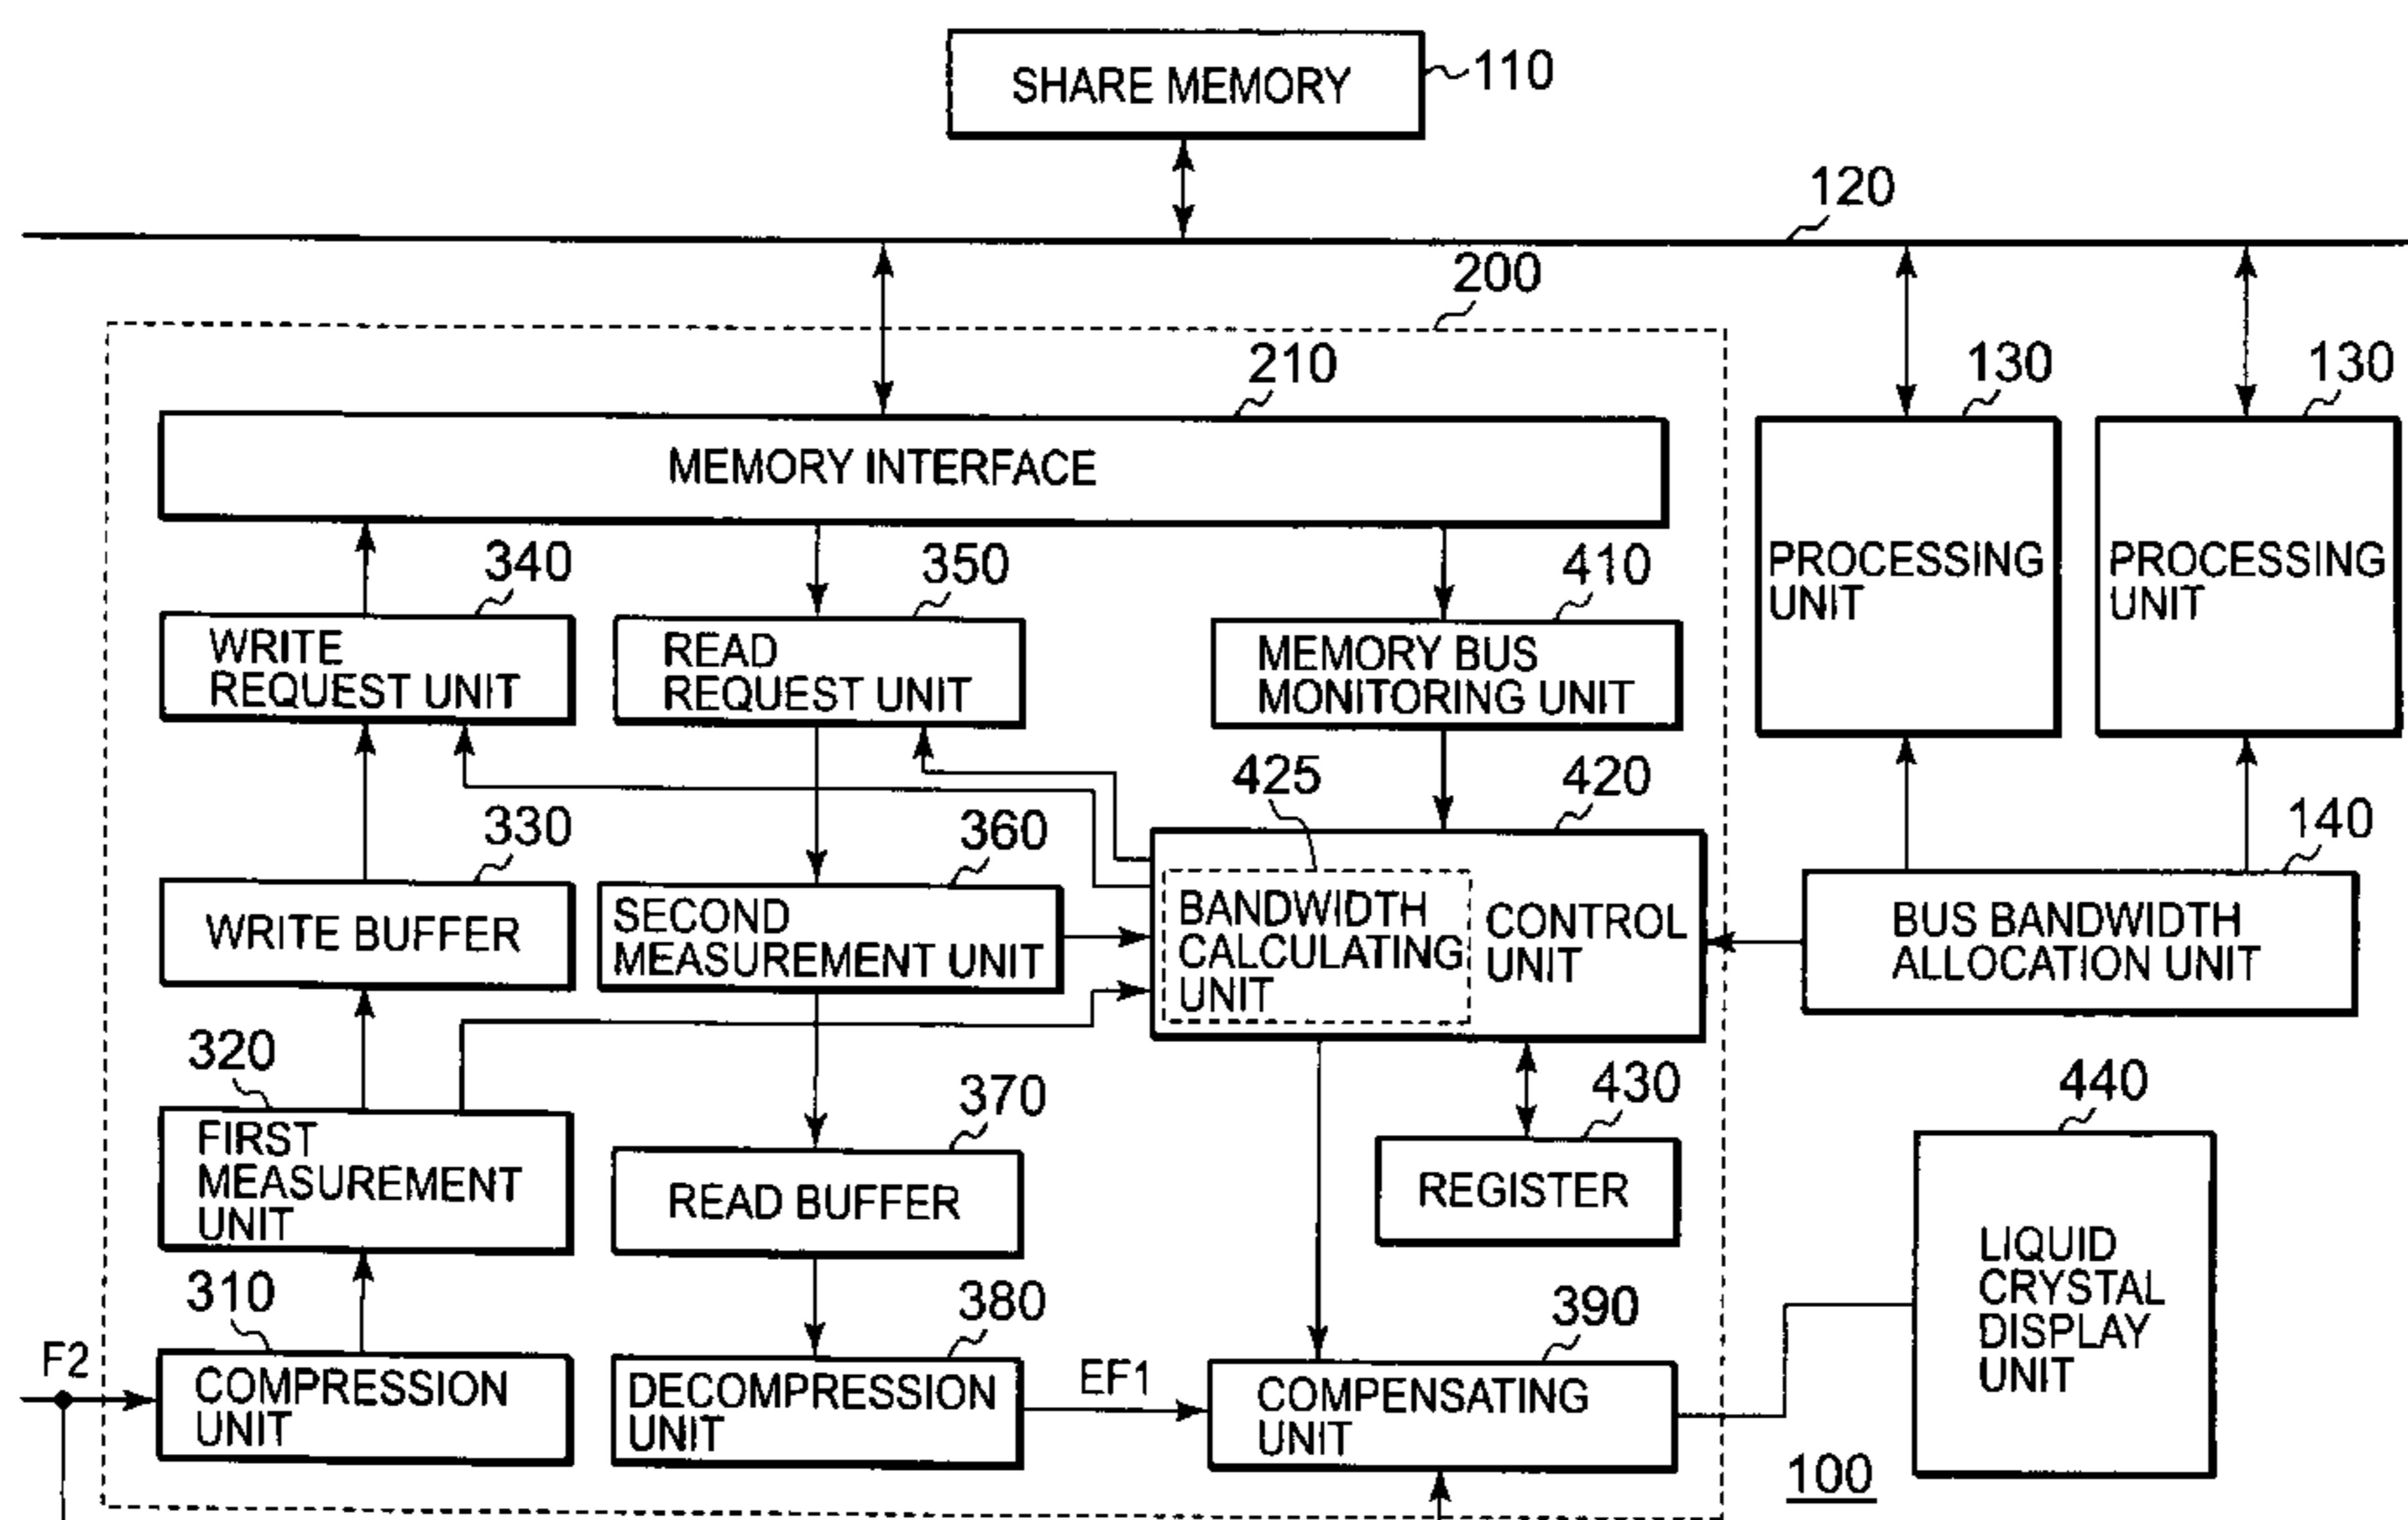 SHARE MEMORY
110
120
200
210
130
130
MEMORY INTERFACE
340
350
410
PROCESSING
UNIT
PROCESSING
UNIT
WRITE
REQUEST UNIT
READ
REQUEST UNIT
MEMORY BUS
MONITORING UNIT
425
420
330
360
140
WRITE BUFFER
SECOND
MEASUREMENT UNIT
BANDWIDTH
CALCULATING
UNIT
CONTROL
UNIT
BUS BANDWIDTH
ALLOCATION UNIT
320
370
430
440
FIRST
MEASUREMENT
UNIT
READ BUFFER
REGISTER
310
380
390
LIQUID
CRYSTAL
DISPLAY
UNIT
F2
COMPRESSION
UNIT
DECOMPRESSION
UNIT
EF1
COMPENSATING
UNIT
100